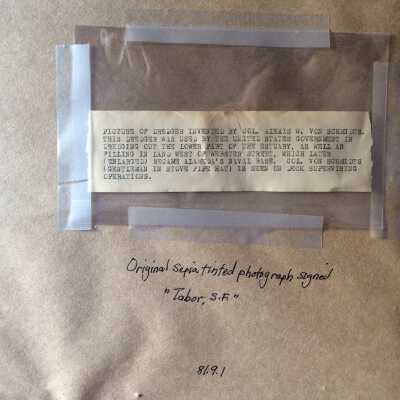 PICTURE OF DREDGER INVENTED BY COL. ALEXIS W. VON SCHMIDT.
THIS DREDGER WAS USED BY THE UNITED STATES GOVERNMENT IN
DREDGING OUT THE LOWER PART OF THE ESTUARY, AS WELL AS
FILLING IN LAND WEST OF WEBSTER STREET, WHICH LATER
(ENLARGED) BECAME ALAMEDA'S NAVAL BASE. COL. VON SCHMIDT
(GENTLEMAN IN STOVE PIPE HAT) IS SEEN ON DOCK SUPERVISING
OPERATIONS.
Original sepia tinted photograph signed
"Tabor, S.F."
81.9.1